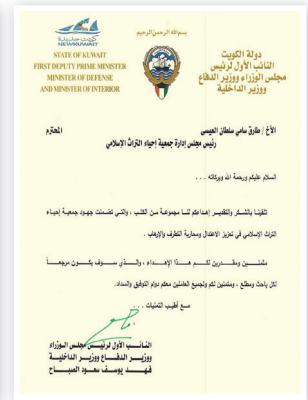 بسم الله الرحمن الرحيم
كويت جديدة
NEWKUWAIT
STATE OF KUWAIT
FIRST DEPUTY PRIME MINISTER
MINISTER OF DEFENSE
AND MINISTER OF INTERIOR
دولة الكويت
النائب الأول لرئيس
مجلس الوزراء ووزير الدفاع
ووزير الداخلية
الأخ / طارق سامي سلطان العيسى المحترم
رئيس مجلس إدارة جمعية إحياء التراث الإسلامي
السلام عليكم ورحمة الله وبركاته ...
تلقينا بالشكر والتقدير إهداءكم لنا مجموعة من الكتب ، والتي تضمنت جهود جمعية إحياء
التراث الإسلامي في تعزيز الاعتدال ومحاربة التطرف والإرهاب .
مثمنين ومقدرين لكم هذا الإهداء ، والذي سوف يكون مرجعاً
لكل باحث ومطلع ، ومتمنين لكم ولجميع العاملين معكم دوام التوفيق والسداد.
مع أطيب التمنيات ...
النائب الأول لرئيس مجلس الوزراء
ووزير الدفاع ووزير الداخلية
فهد يوسف سعود الصباح